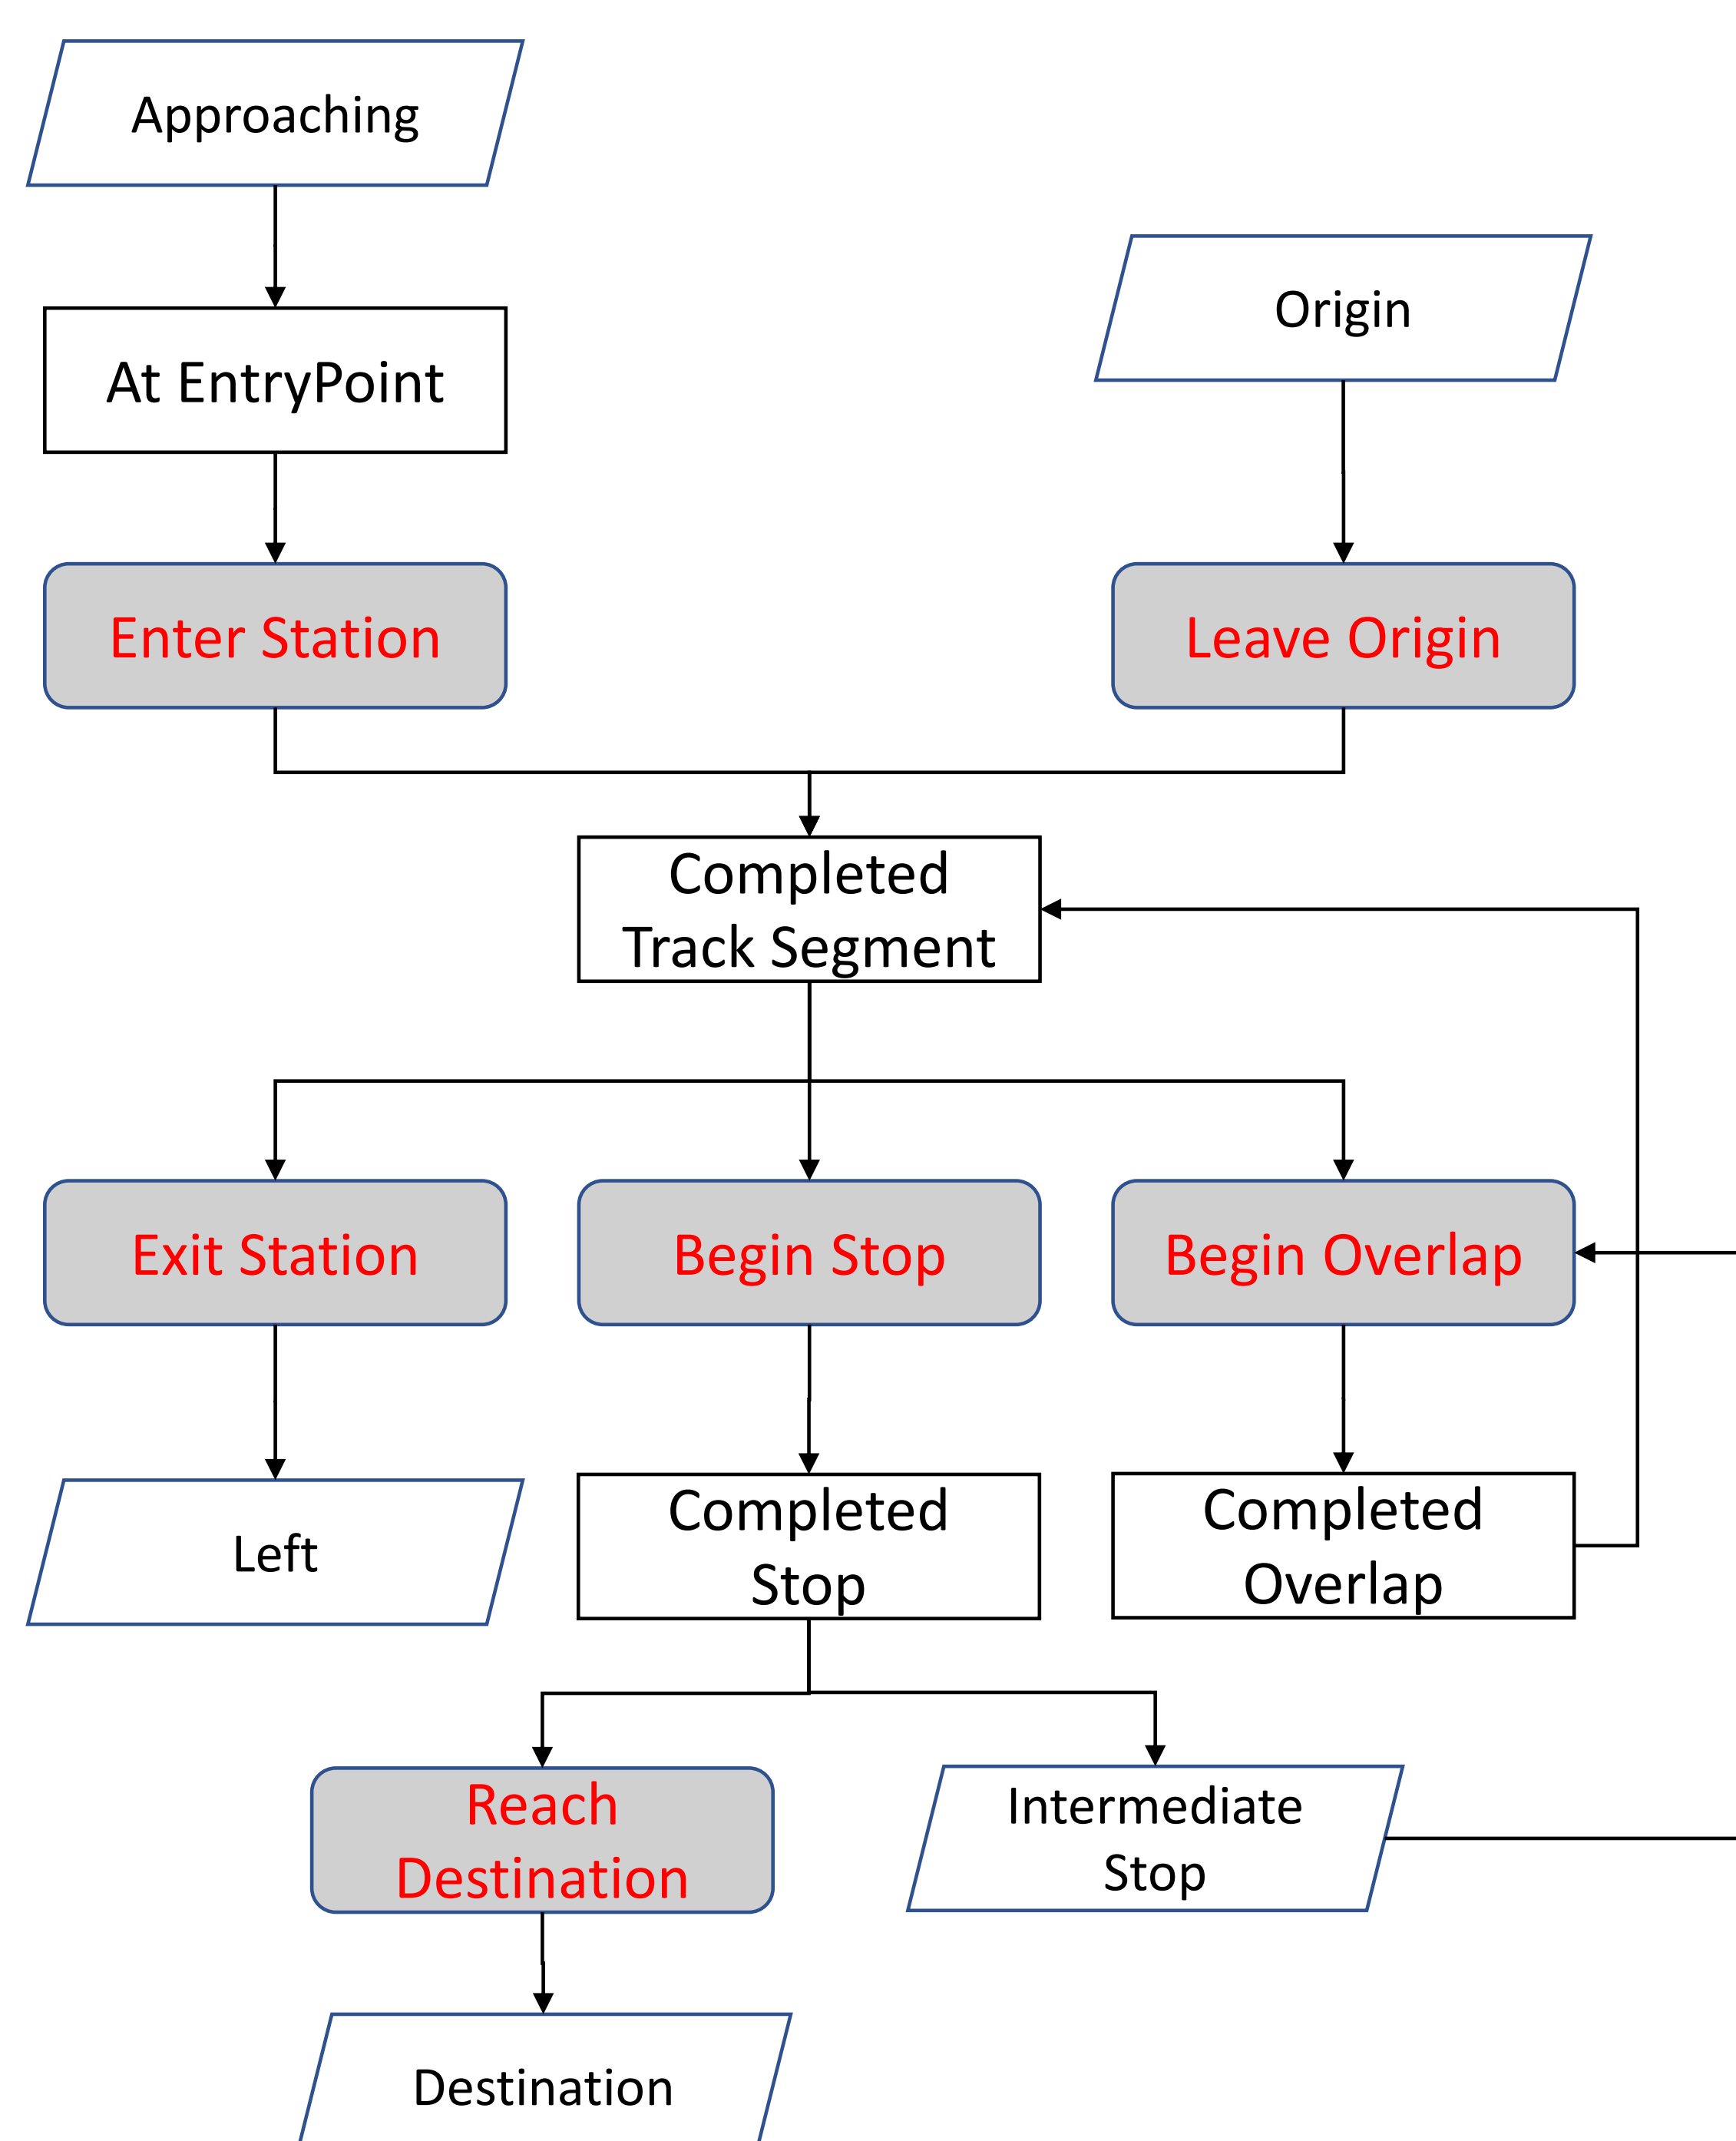 Approaching
Origin
At EntryPoint
Enter Station
Leave Origin
Completed
Track Segment
Exit Station
Begin Stop
Begin Overlap
Left
Completed
Stop
Completed
Overlap
Reach
Destination
Intermediate
Stop
Destination